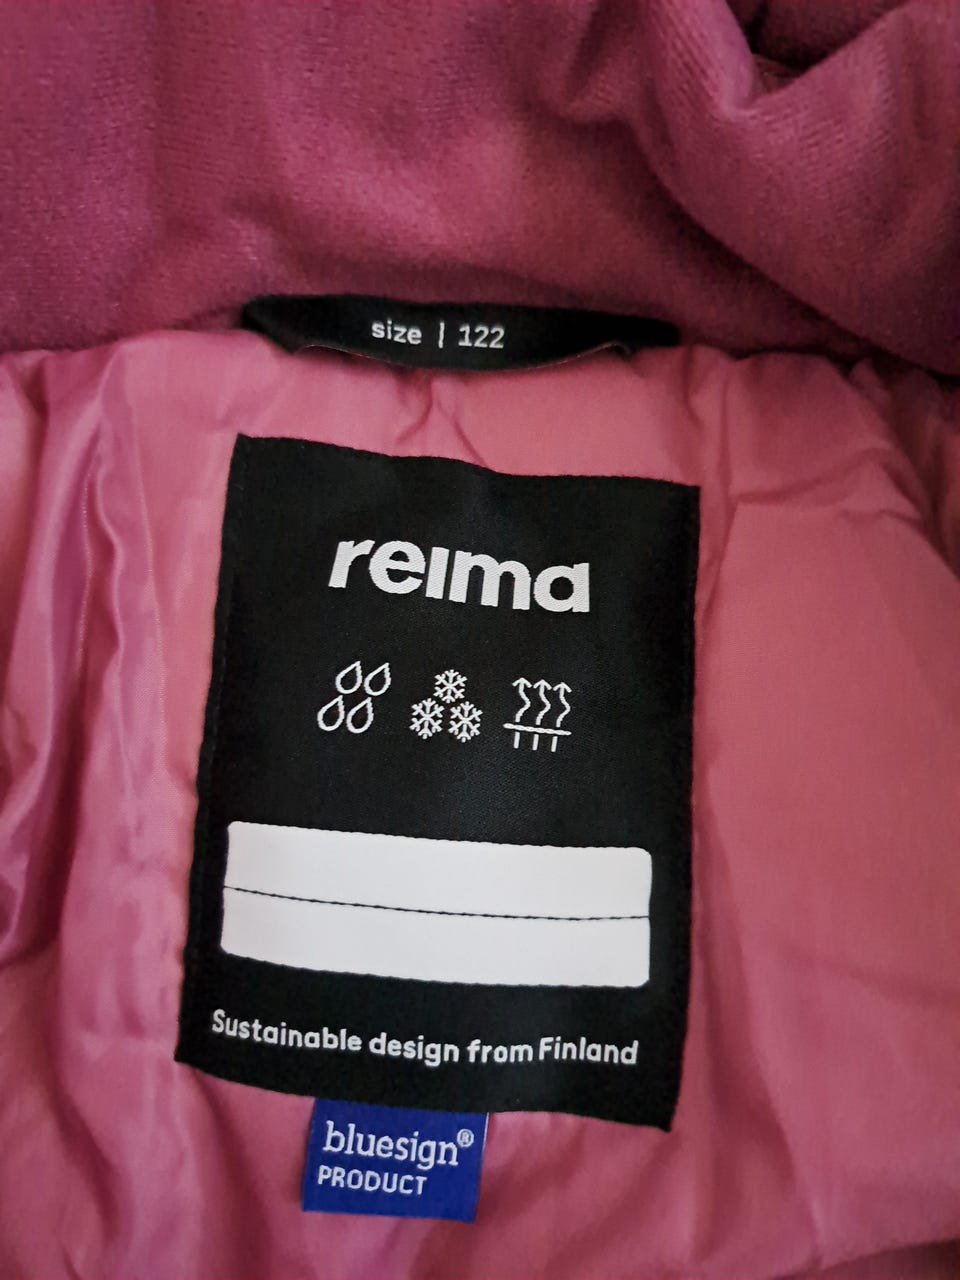 size | 122
reima
Sustainable design from Finland
bluesign®
PRODUCT